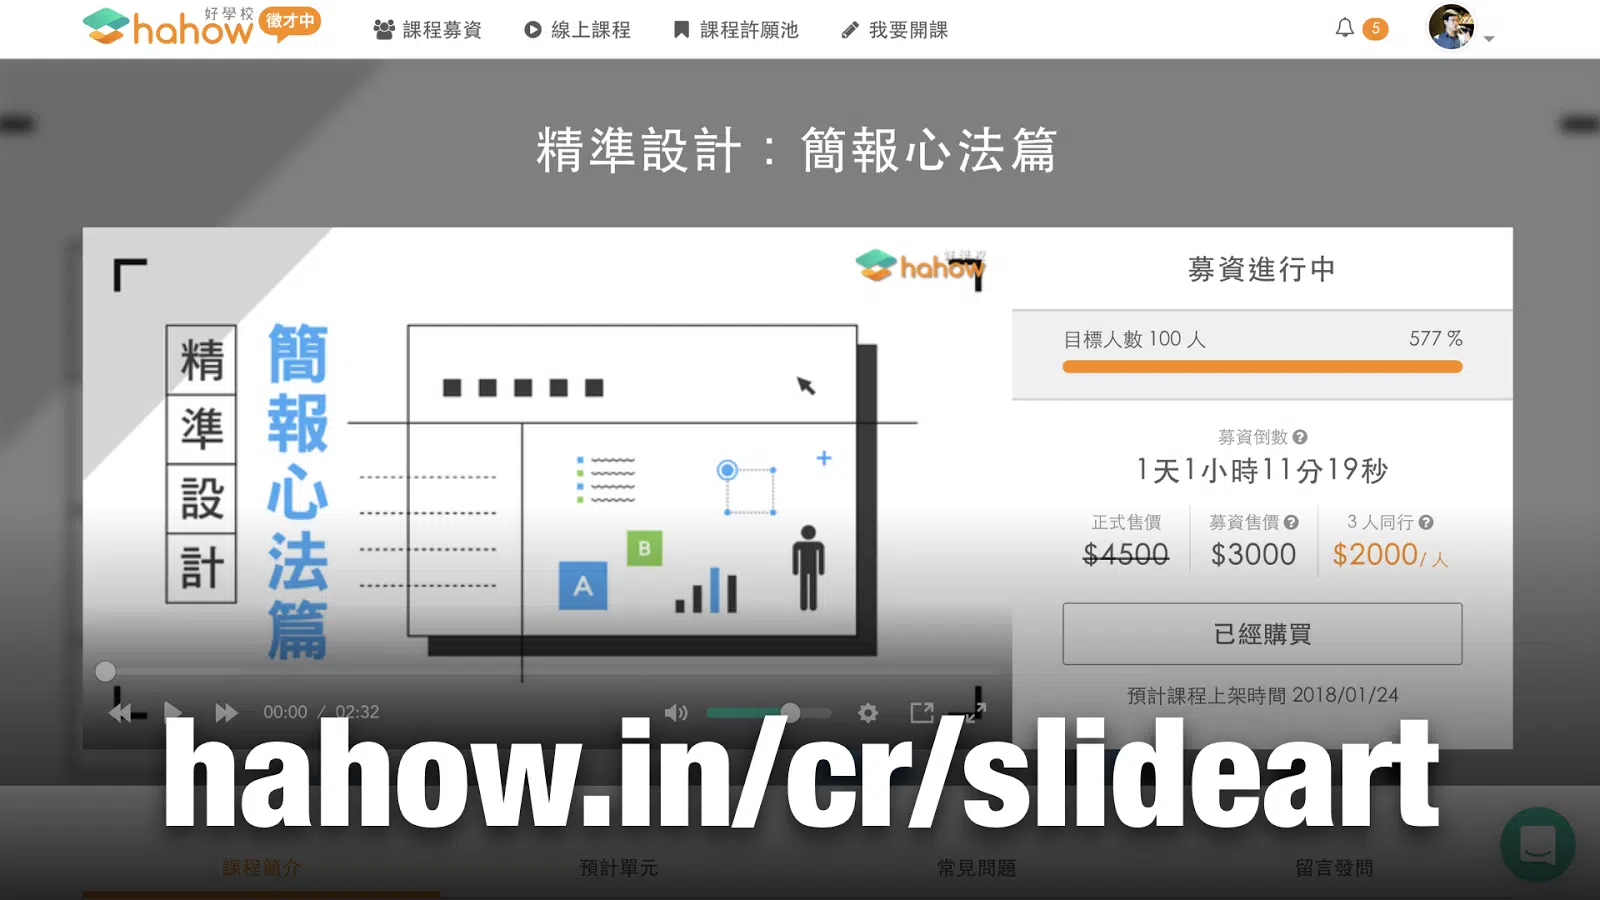 好學校
hahow
徵才中
課程募資
線上課程
課程許願池
我要開課
5
精準設計：簡報心法篇
hahow
精準設計
簡報心法篇
A
B
00:00 / 02:32
募資進行中
目標人數 100 人
577 %
募資倒數
1天1小時11分19秒
正式售價
$4500
募資售價
$3000
3 人同行
$2000/ 人
已經購買
預計課程上架時間 2018/01/24
hahow.in/cr/slideart
課程簡介
預計單元
常見問題
留言發問